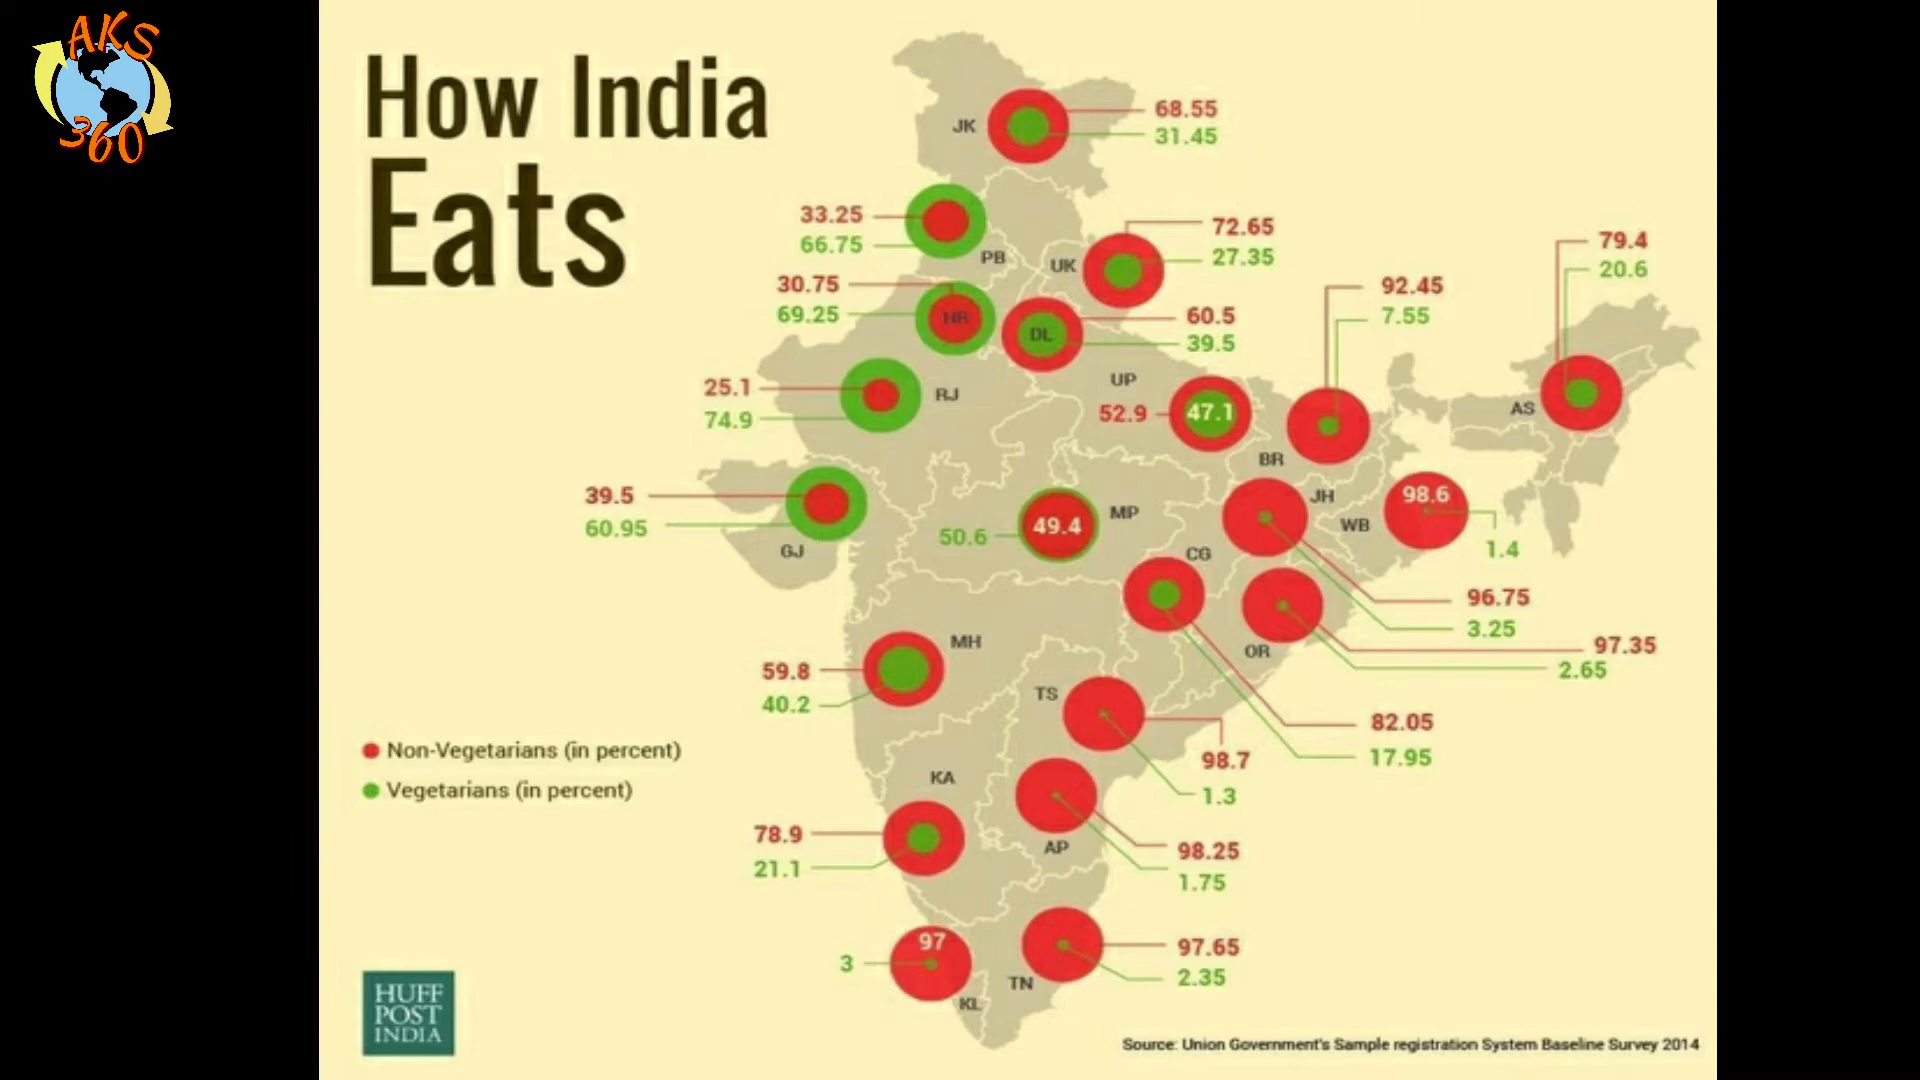 AKS
360
How India
Eats
JK
68.55
31.45
33.25
66.75
PB
UK
72.65
27.35
79.4
20.6
30.75
69.25
HR
DL
60.5
39.5
92.45
7.55
25.1
74.9
RJ
UP
52.9
47.1
AS
BR
39.5
60.95
GJ
50.6
49.4
MP
JH
WB
98.6
1.4
CG
96.75
3.25
OR
97.35
2.65
MH
59.8
40.2
TS
98.7
1.3
82.05
17.95
Non-Vegetarians (in percent)
Vegetarians (in percent)
KA
78.9
21.1
AP
98.25
1.75
97
3
KL
TN
97.65
2.35
HUFF
POST
INDIA
Source: Union Government's Sample registration System Baseline Survey 2014